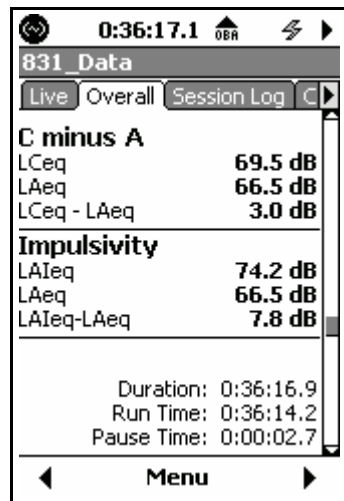 0:36:17.1 OBA
831_Data
Live Overall Session Log C
C minus A
LCeq 69.5 dB
LAeq 66.5 dB
LCeq - LAeq 3.0 dB
Impulsivity
LAIeq 74.2 dB
LAeq 66.5 dB
LAIeq-LAeq 7.8 dB
Duration: 0:36:16.9
Run Time: 0:36:14.2
Pause Time: 0:00:02.7
Menu